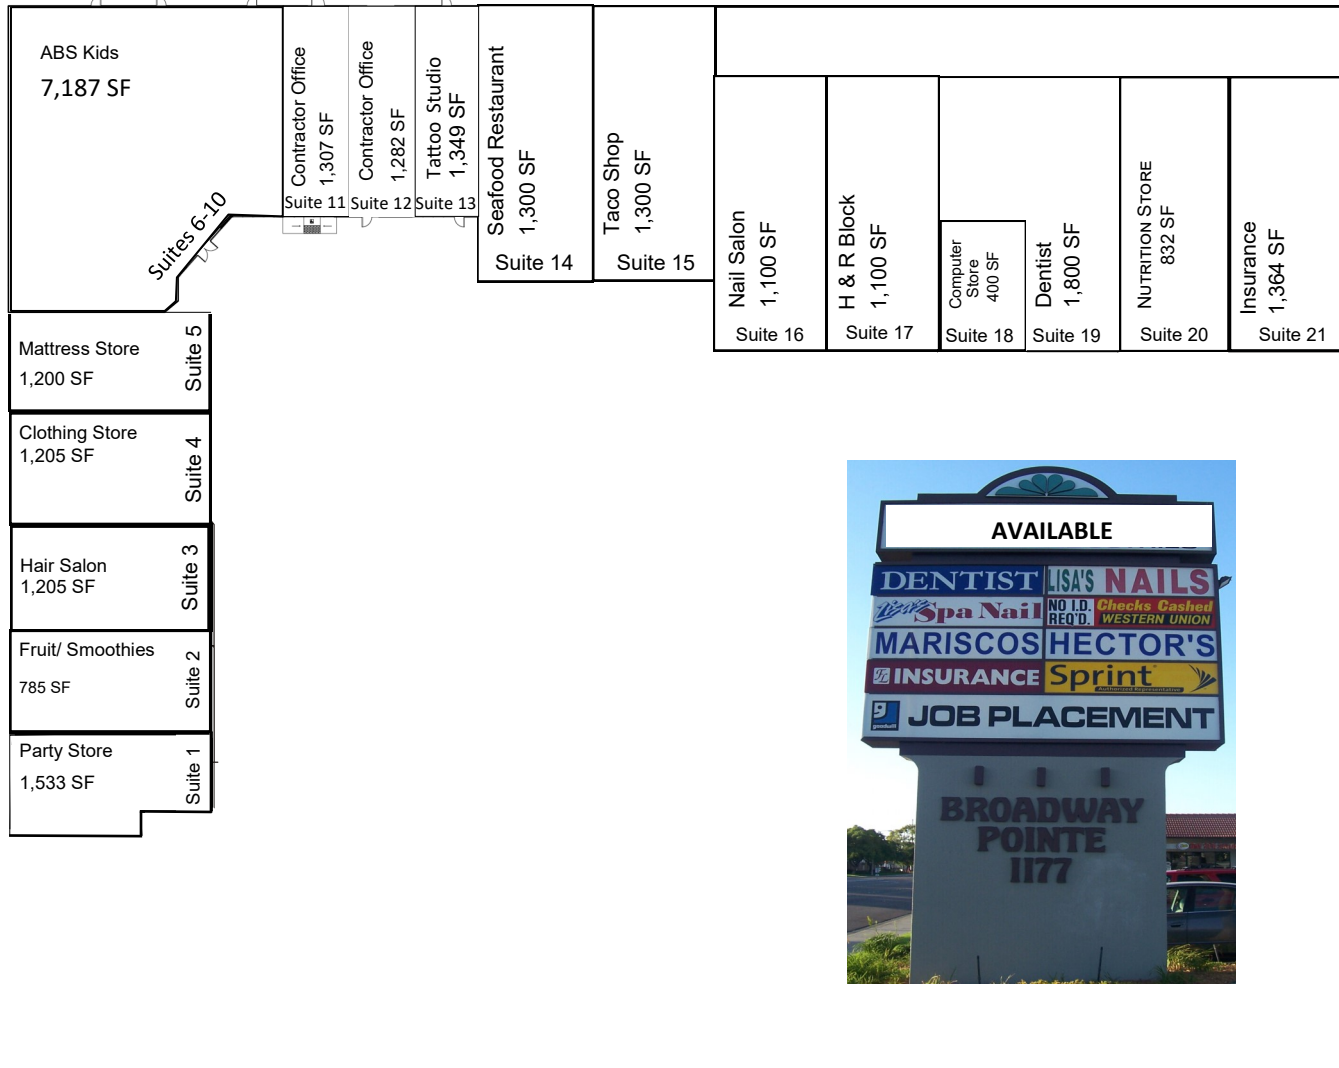 ABS Kids
7,187 SF
Suites 6-10
Contractor Office
1,307 SF
Suite 11
Contractor Office
1,282 SF
Suite 12
Tattoo Studio
1,349 SF
Suite 13
Seafood Restaurant
1,300 SF
Suite 14
Taco Shop
1,300 SF
Suite 15
Nail Salon
1,100 SF
Suite 16
H & R Block
1,100 SF
Suite 17
Computer
Store
400 SF
Suite 18
Dentist
1,800 SF
Suite 19
NUTRITION STORE
832 SF
Suite 20
Insurance
1,364 SF
Suite 21
Mattress Store
1,200 SF
Suite 5
Clothing Store
1,205 SF
Suite 4
Hair Salon
1,205 SF
Suite 3
Fruit/ Smoothies
785 SF
Suite 2
Party Store
1,533 SF
Suite 1
AVAILABLE
DENTIST
LISA'S NAILS
Lisa's Spa Nail
NO I.D.
REQ'D.
Checks Cashed
WESTERN UNION
MARISCOS HECTOR'S
INSURANCE
Sprint
Authorized Representative
goodwill
JOB PLACEMENT
BROADWAY
POINTE
1177